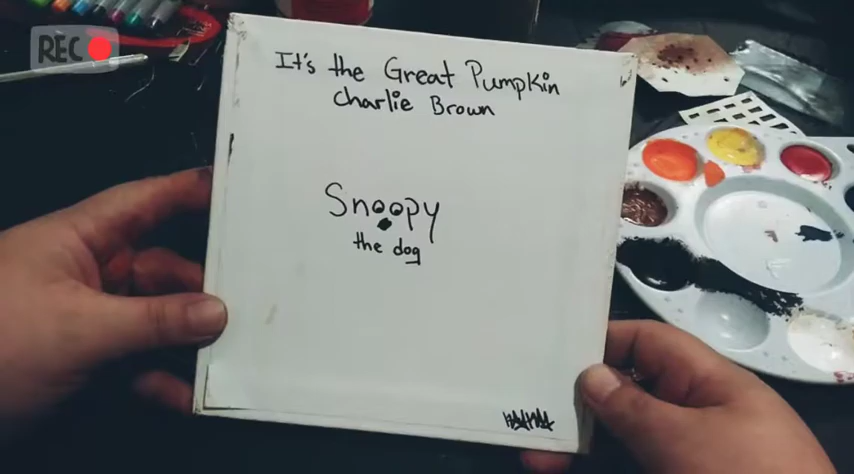 REC
It's the Great Pumpkin
Charlie Brown
Snoopy
the dog